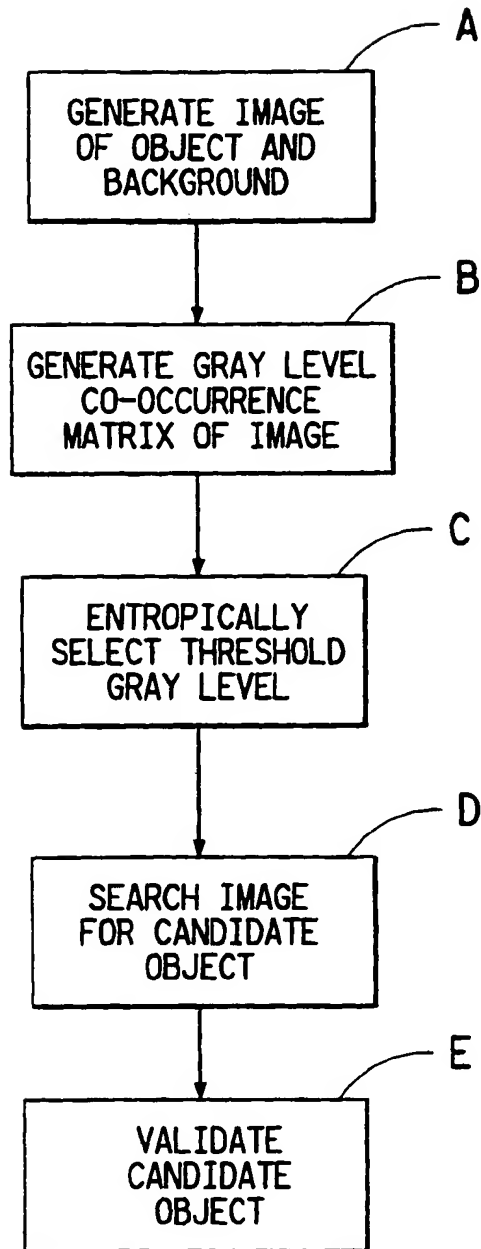 A
GENERATE IMAGE
OF OBJECT AND
BACKGROUND
B
GENERATE GRAY LEVEL
CO-OCCURRENCE
MATRIX OF IMAGE
C
ENTROPICALLY
SELECT THRESHOLD
GRAY LEVEL
D
SEARCH IMAGE
FOR CANDIDATE
OBJECT
E
VALIDATE
CANDIDATE
OBJECT